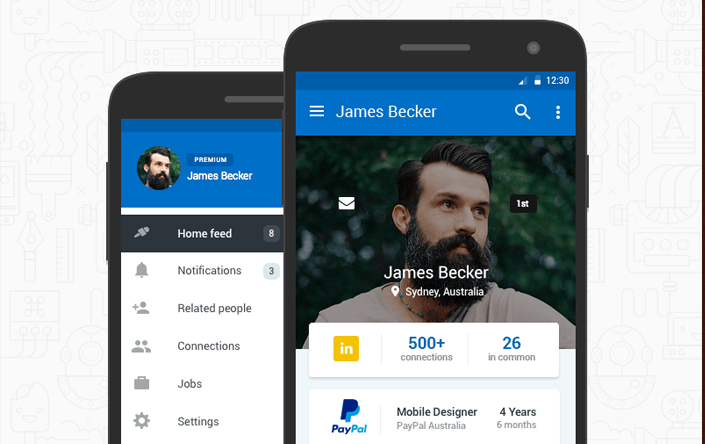 PREMIUM
James Becker
Home feed 8
Notifications 3
Related people
Connections
Jobs
Settings
12:30
James Becker
1st
James Becker
Sydney, Australia
in 500+ 26
connections in common
Mobile Designer 4 Years
PayPal PayPal Australia 6 months